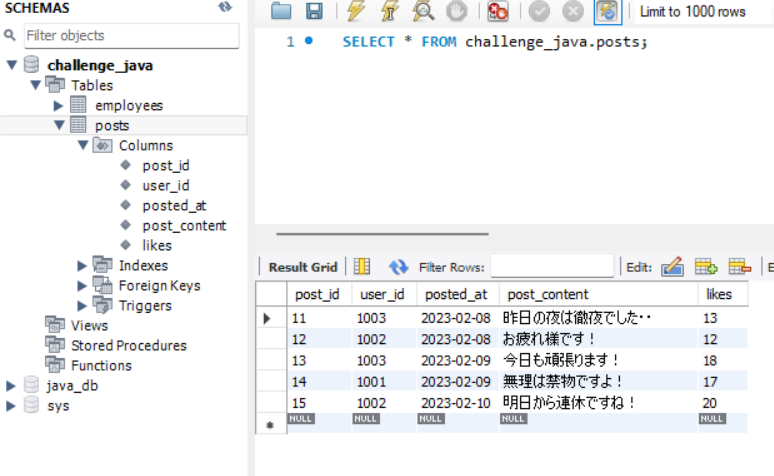 SCHEMAS
Filter objects
challenge_java
Tables
employees
posts
Columns
post_id
user_id
posted_at
post_content
likes
Indexes
Foreign Keys
Triggers
Views
Stored Procedures
Functions
java_db
sys
Limit to 1000 rows
1 SELECT * FROM challenge_java.posts;
Result Grid Filter Rows: Edit: E
post_id user_id posted_at post_content likes
11 1003 2023-02-08 昨日の夜は徹夜でした・・ 13
12 1002 2023-02-08 お疲れ様です！ 12
13 1003 2023-02-09 今日も頑張ります！ 18
14 1001 2023-02-09 無理は禁物ですよ！ 17
15 1002 2023-02-10 明日から連休ですね！ 20
NULL NULL NULL NULL NULL